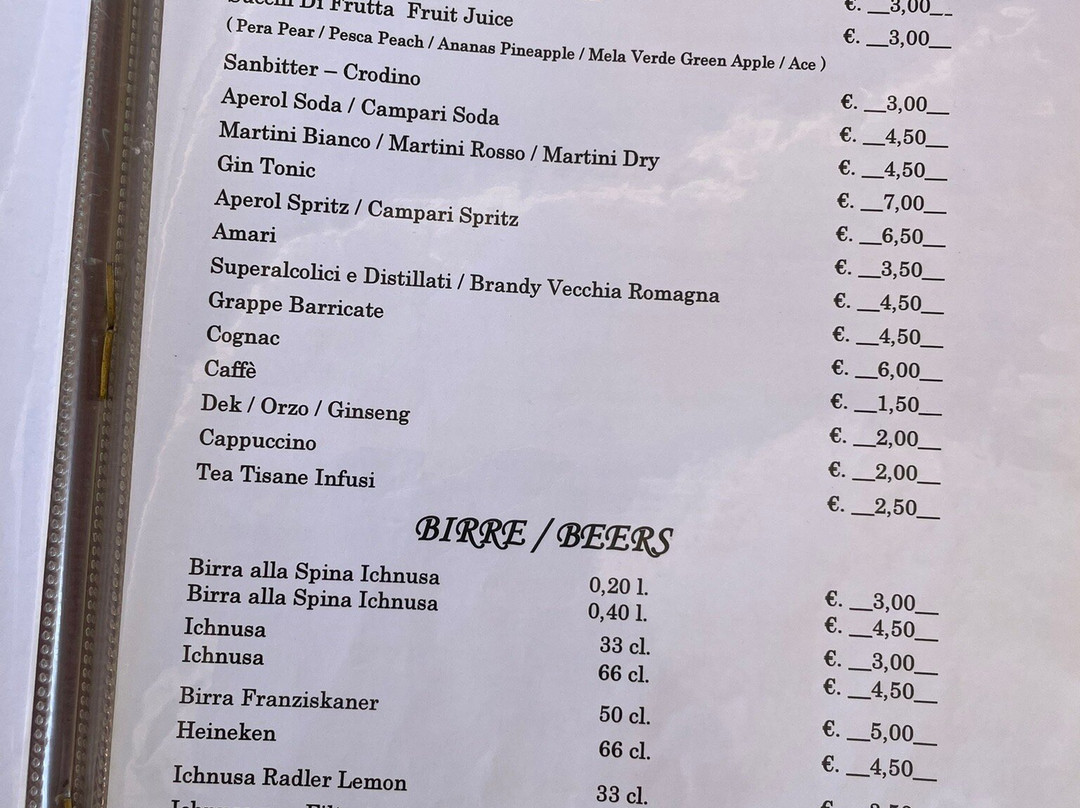 €. __3,00__
Di Frutta Fruit Juice €. __3,00__
( Pera Pear / Pesca Peach / Ananas Pineapple / Mela Verde Green Apple / Ace )
Sanbitter – Crodino €. __3,00__
Aperol Soda / Campari Soda €. __4,50__
Martini Bianco / Martini Rosso / Martini Dry €. __4,50__
Gin Tonic €. __7,00__
Aperol Spritz / Campari Spritz €. __6,50__
Amari €. __3,50__
Superalcolici e Distillati / Brandy Vecchia Romagna €. __4,50__
Grappe Barricate €. __4,50__
Cognac €. __6,00__
Caffè €. __1,50__
Dek / Orzo / Ginseng €. __2,00__
Cappuccino €. __2,00__
Tea Tisane Infusi €. __2,50__
BIRRE / BEERS
Birra alla Spina Ichnusa 0,20 l. €. __3,00__
Birra alla Spina Ichnusa 0,40 l. €. __4,50__
Ichnusa 33 cl. €. __3,00__
Ichnusa 66 cl. €. __4,50__
Birra Franziskaner 50 cl. €. __5,00__
Heineken 66 cl. €. __4,50__
Ichnusa Radler Lemon 33 cl.